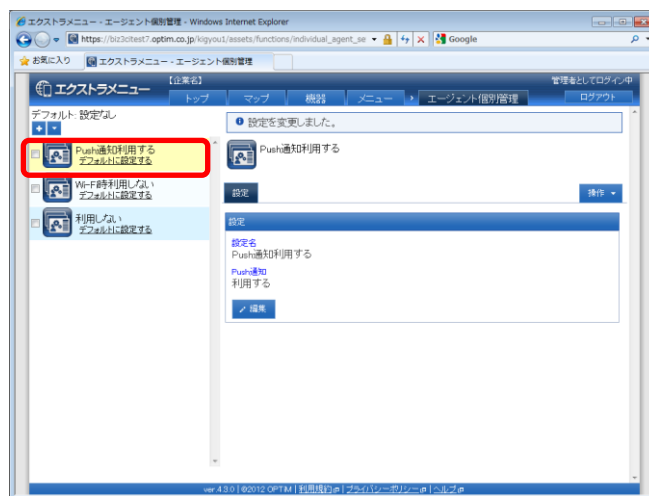 エクストラメニュー - エージェント個別管理 - Windows Internet Explorer
https://biz3citest7.optim.co.jp/kigyou1/assets/functions/individual_agent_se
Google
お気に入り
エクストラメニュー - エージェント個別管理
エクストラメニュー
【企業名】
管理者としてログイン中
トップ
マップ
機器
メニュー
エージェント個別管理
ログアウト
デフォルト: 設定なし
設定を変更しました。
Push通知利用する
デフォルトに設定する
Wi-Fi時利用しない
デフォルトに設定する
利用しない
デフォルトに設定する
Push通知利用する
設定
操作
設定
設定名
Push通知利用する
Push通知
利用する
編集
ver.4.3.0 | ©2012 OPTiM | 利用規約 | プライバシーポリシー | ヘルプ